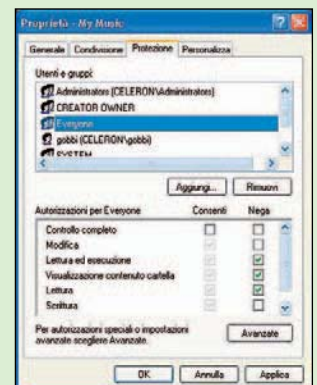 Proprietà - My Music
Generale Condivisione Protezione Personalizza
Utenti e gruppi:
Administrators (CELERON\Administrators)
CREATOR OWNER
Everyone
gobbi (CELERON\gobbi)
SYSTEM
Aggiungi... Rimuovi
Autorizzazioni per Everyone Consenti Nega
Controllo completo
Modifica
Lettura ed esecuzione
Visualizzazione contenuto cartella
Lettura
Scrittura
Per autorizzazioni speciali o impostazioni
avanzate scegliere Avanzate.
Avanzate
OK Annulla Applica